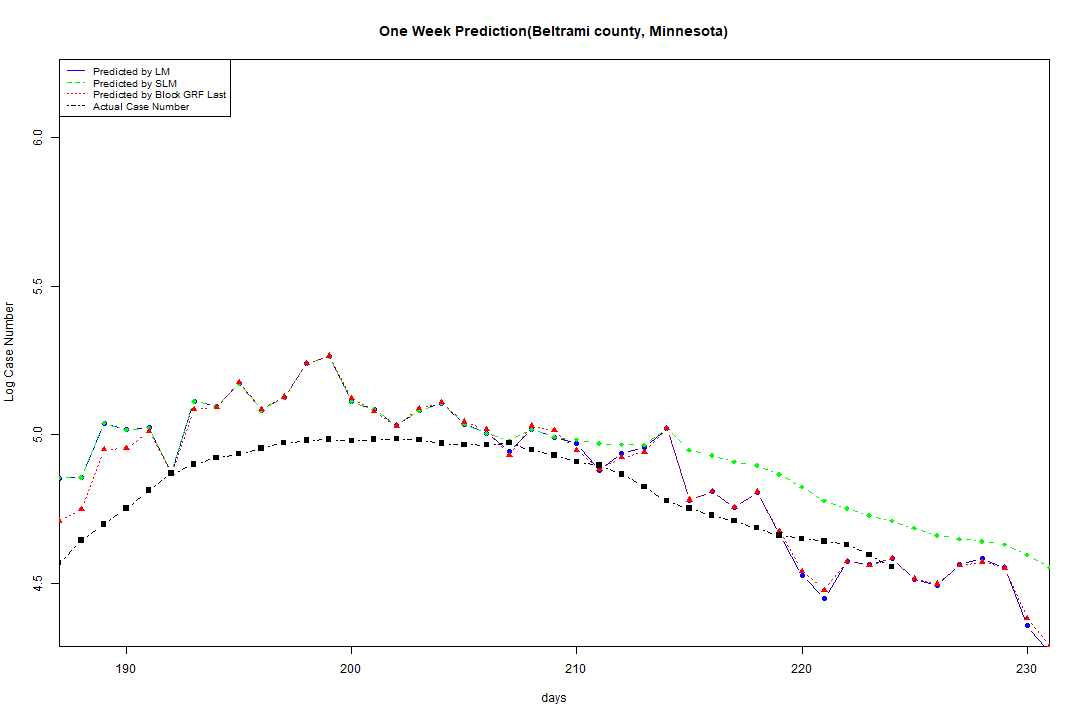 One Week Prediction(Beltrami county, Minnesota)
Predicted by LM
Predicted by SLM
Predicted by Block GRF Last
Actual Case Number
6.0
5.5
5.0
4.5
Log Case Number
190 200 210 220 230
days